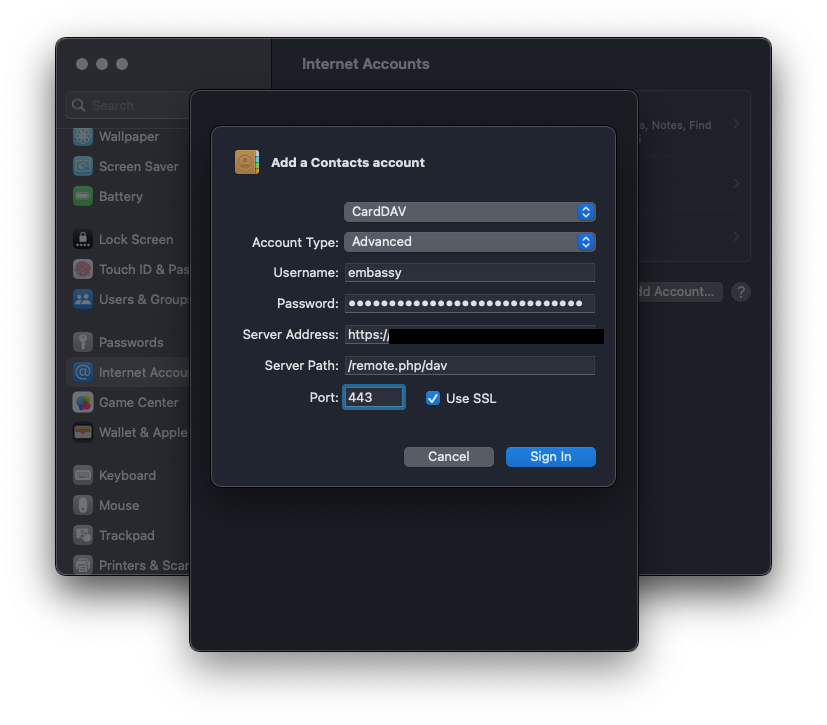 Internet Accounts
Search
Wallpaper
Screen Saver
Battery
Lock Screen
Touch ID & Pas
Users & Group
Passwords
Internet Accou
Game Center
Wallet & Apple
Keyboard
Mouse
Trackpad
Printers & Scar
s, Notes, Find
dd Account...
?
Add a Contacts account
CardDAV
Account Type: Advanced
Username: embassy
Password: ●●●●●●●●●●●●●●●●●●●●●●●●●●●●●
Server Address: https://
Server Path: /remote.php/dav
Port: 443
Use SSL
Cancel
Sign In